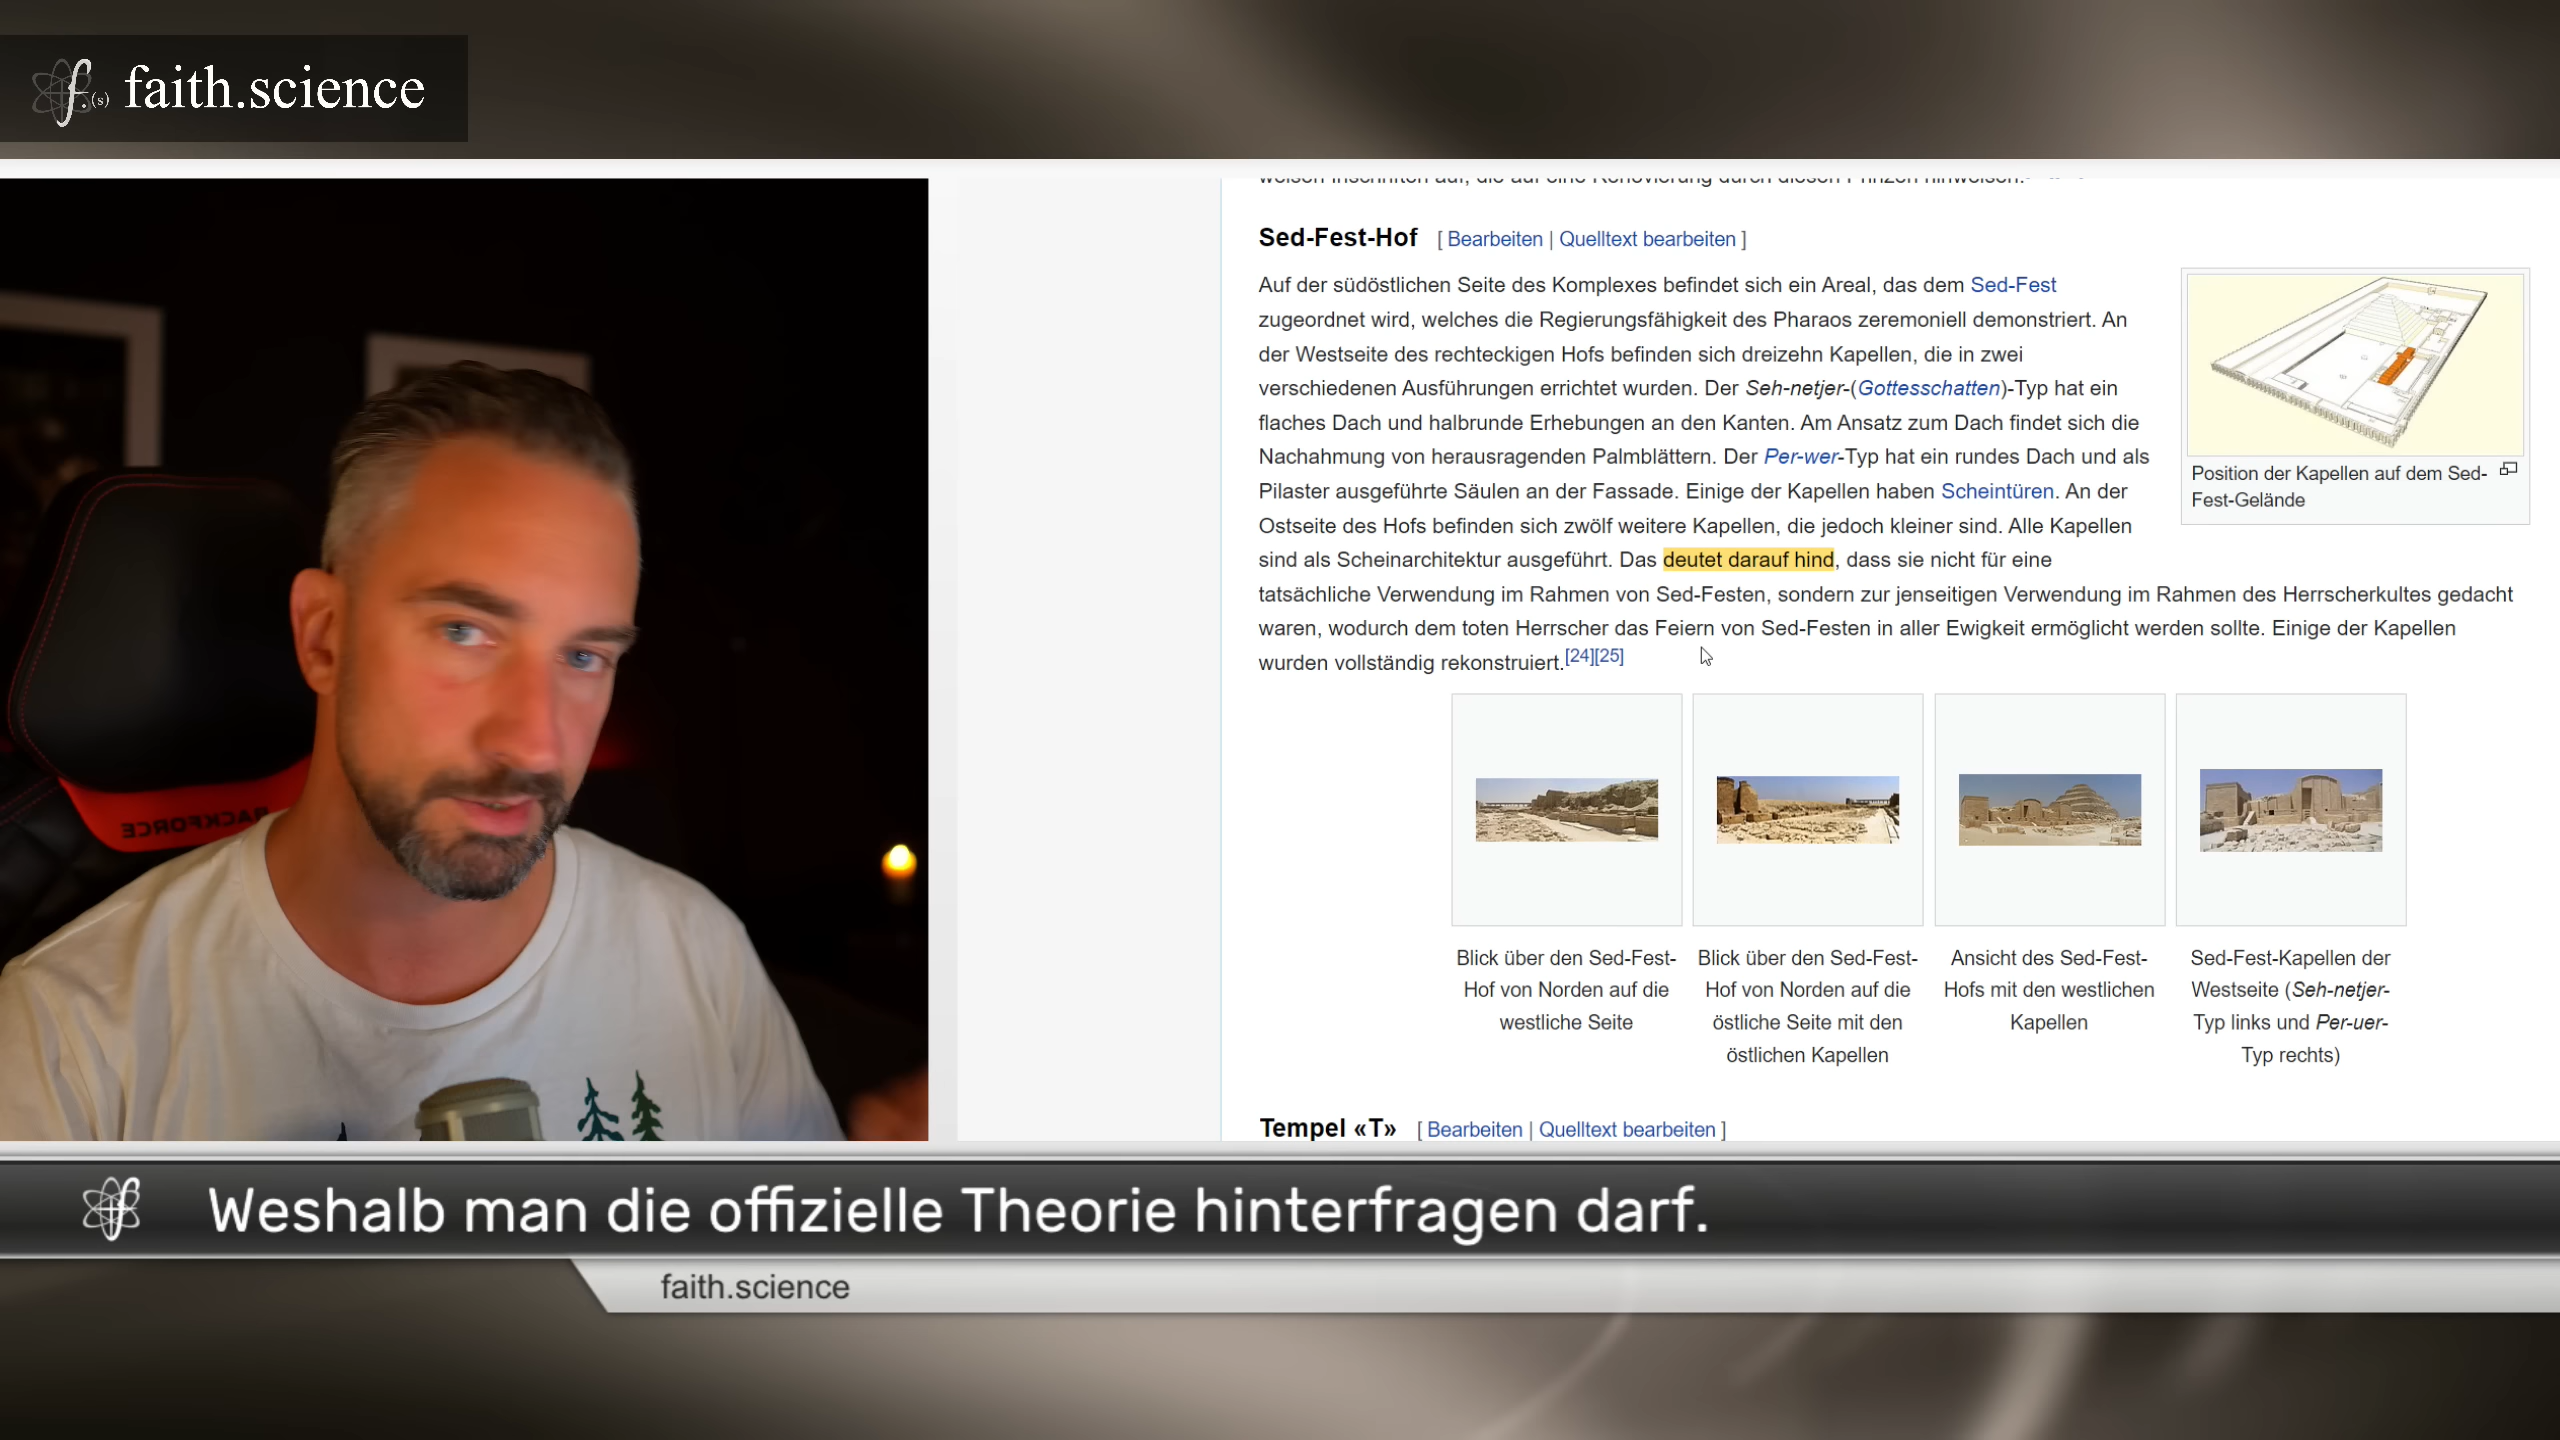 faith.science
weisen Inschriften auf, die auf eine Renovierung durch diesen Prinzen hinweisen.
Sed-Fest-Hof [ Bearbeiten | Quelltext bearbeiten ]
Auf der südöstlichen Seite des Komplexes befindet sich ein Areal, das dem Sed-Fest
zugeordnet wird, welches die Regierungsfähigkeit des Pharaos zeremoniell demonstriert. An
der Westseite des rechteckigen Hofs befinden sich dreizehn Kapellen, die in zwei
verschiedenen Ausführungen errichtet wurden. Der Seh-netjer-(Gottesschatten)-Typ hat ein
flaches Dach und halbrunde Erhebungen an den Kanten. Am Ansatz zum Dach findet sich die
Nachahmung von herausragenden Palmblättern. Der Per-wer-Typ hat ein rundes Dach und als
Pilaster ausgeführte Säulen an der Fassade. Einige der Kapellen haben Scheintüren. An der
Ostseite des Hofs befinden sich zwölf weitere Kapellen, die jedoch kleiner sind. Alle Kapellen
sind als Scheinarchitektur ausgeführt. Das deutet darauf hind, dass sie nicht für eine
tatsächliche Verwendung im Rahmen von Sed-Festen, sondern zur jenseitigen Verwendung im Rahmen des Herrscherkultes gedacht
waren, wodurch dem toten Herrscher das Feiern von Sed-Festen in aller Ewigkeit ermöglicht werden sollte. Einige der Kapellen
wurden vollständig rekonstruiert.[24][25]
Position der Kapellen auf dem Sed-
Fest-Gelände
Blick über den Sed-Fest-
Hof von Norden auf die
westliche Seite
Blick über den Sed-Fest-
Hof von Norden auf die
östliche Seite mit den
östlichen Kapellen
Ansicht des Sed-Fest-
Hofs mit den westlichen
Kapellen
Sed-Fest-Kapellen der
Westseite (Seh-netjer-
Typ links und Per-uer-
Typ rechts)
Tempel «T» [ Bearbeiten | Quelltext bearbeiten ]
BACKFORCE
Weshalb man die offizielle Theorie hinterfragen darf.
faith.science